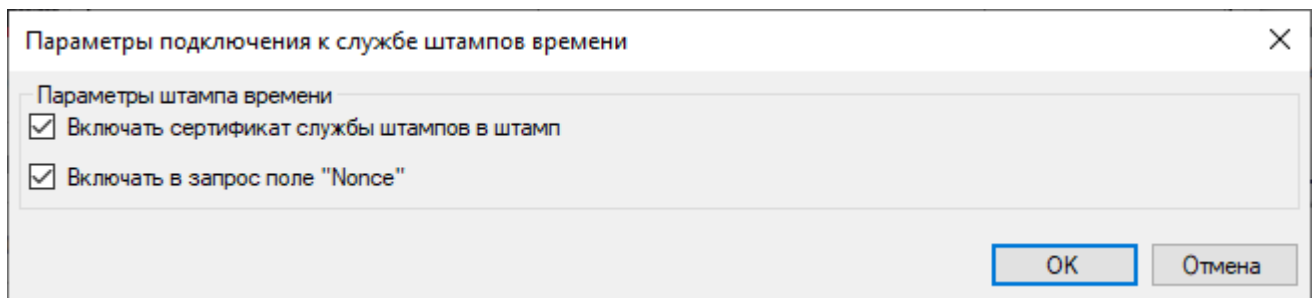 Параметры подключения к службе штампов времени
Параметры штампа времени
Включать сертификат службы штампов в штамп
Включать в запрос поле "Nonce"
OK Отмена